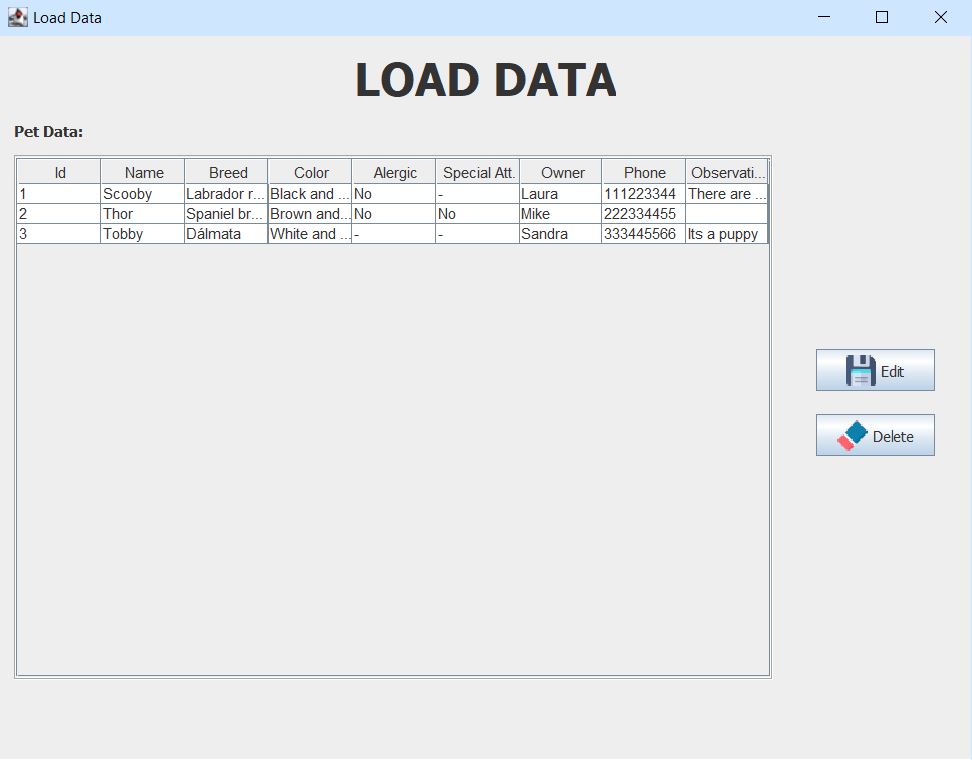 Load Data
LOAD DATA
Pet Data:
Id Name Breed Color Alergic Special Att. Owner Phone Observati...
1 Scooby Labrador r... Black and ... No - Laura 111223344 There are ...
2 Thor Spaniel br... Brown and... No No Mike 222334455
3 Tobby Dálmata White and ... - - Sandra 333445566 Its a puppy
Edit
Delete